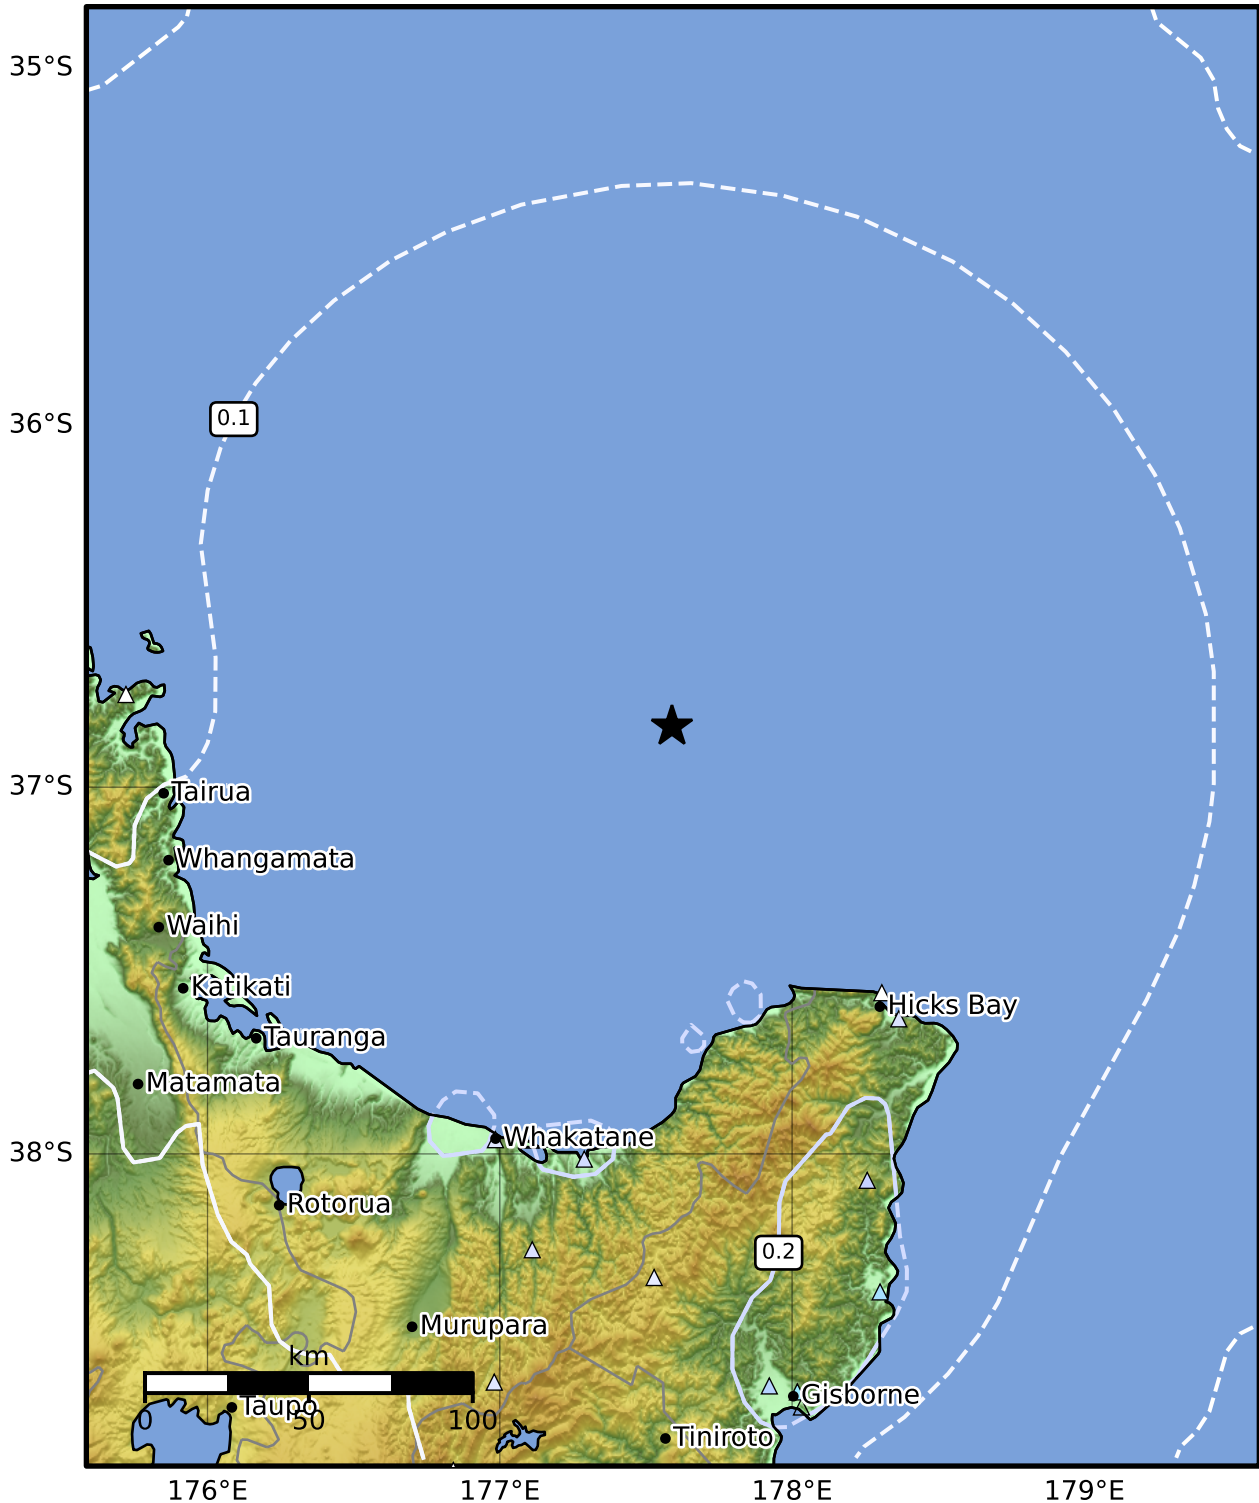 35°S
36°S
0.1
37°S
Tairua
Whangamata
Waihi
Katikati
Hicks Bay
Tauranga
Matamata
Whakatane
38°S
Rotorua
0.2
Murupara
km
Gisborne
Taupo
0 50 100
Tiniroto
176°E 177°E 178°E 179°E